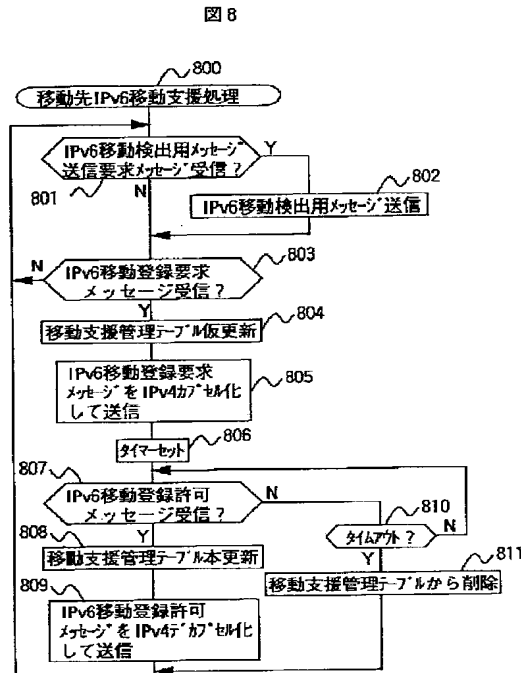 図8
800
移動先IPv6移動支援処理
IPv6移動検出用メッセージ
送信要求メッセージ受信？
Y
801
N
802
IPv6移動検出用メッセージ送信
803
N
IPv6移動登録要求
メッセージ受信？
Y
804
移動支援管理テーブル仮更新
IPv6移動登録要求
メッセージをIPv4カプセル化
して送信
805
806
タイマーセット
807
IPv6移動登録許可
メッセージ受信？
N
810
タイムアウト？
N
Y
808
Y
移動支援管理テーブル本更新
811
移動支援管理テーブルから削除
809
IPv6移動登録許可
メッセージをIPv4デカプセル化
して送信